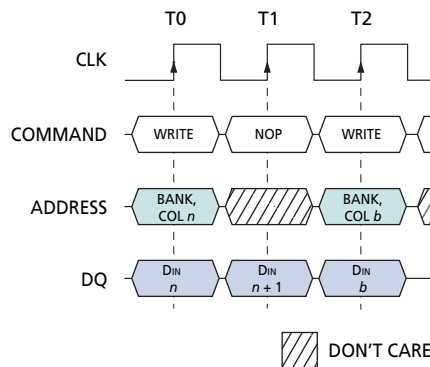 T0 T1 T2
CLK
COMMAND WRITE NOP WRITE
ADDRESS BANK, COL n BANK, COL b
DQ DIN n DIN n + 1 DIN b
DON'T CARE